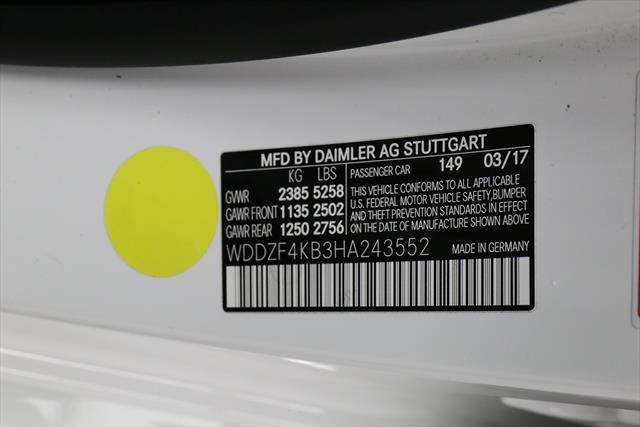 MFD BY DAIMLER AG STUTTGART
KG LBS PASSENGER CAR 149 03/17
GVWR 2385 5258
GAWR FRONT 1135 2502
GAWR REAR 1250 2756
THIS VEHICLE CONFORMS TO ALL APPLICABLE
U.S. FEDERAL MOTOR VEHICLE SAFETY, BUMPER
AND THEFT PREVENTION STANDARDS IN EFFECT
ON THE DATE OF MANUFACTURE SHOWN ABOVE.
WDDZF4KB3HA243552 MADE IN GERMANY